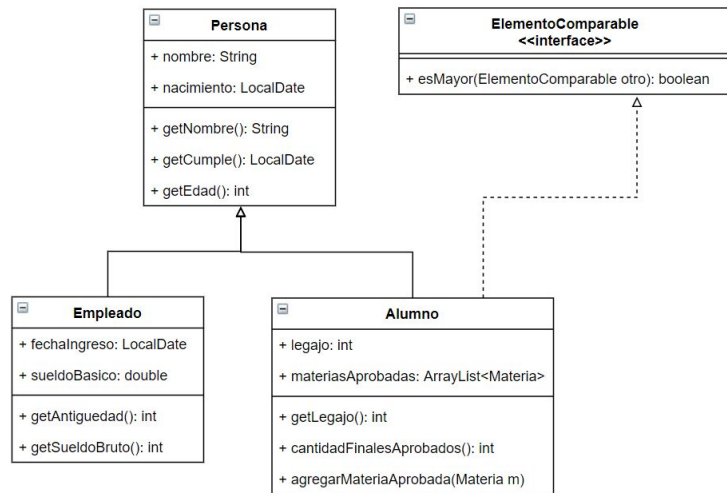 Persona
+ nombre: String
+ nacimiento: LocalDate
+ getNombre(): String
+ getCumple(): LocalDate
+ getEdad(): int
ElementoComparable
<<interface>>
+ esMayor(ElementoComparable otro): boolean
Empleado
+ fechaIngreso: LocalDate
+ sueldoBasico: double
+ getAntiguedad(): int
+ getSueldoBruto(): int
Alumno
+ legajo: int
+ materiasAprobadas: ArrayList<Materia>
+ getLegajo(): int
+ cantidadFinalesAprobados(): int
+ agregarMateriaAprobada(Materia m)